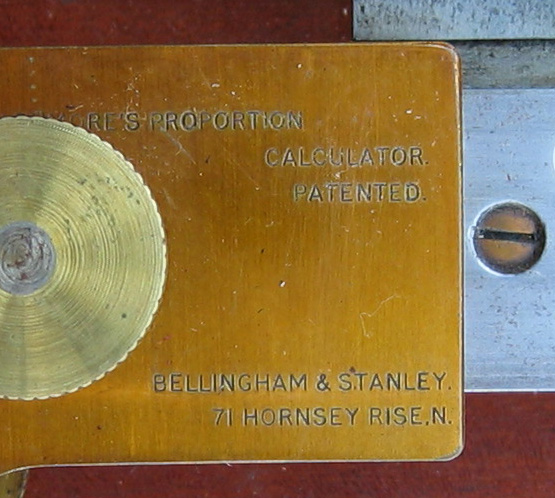 PROPORTION
CALCULATOR.
PATENTED.
BELLINGHAM & STANLEY.
71 HORNSEY RISE,N.